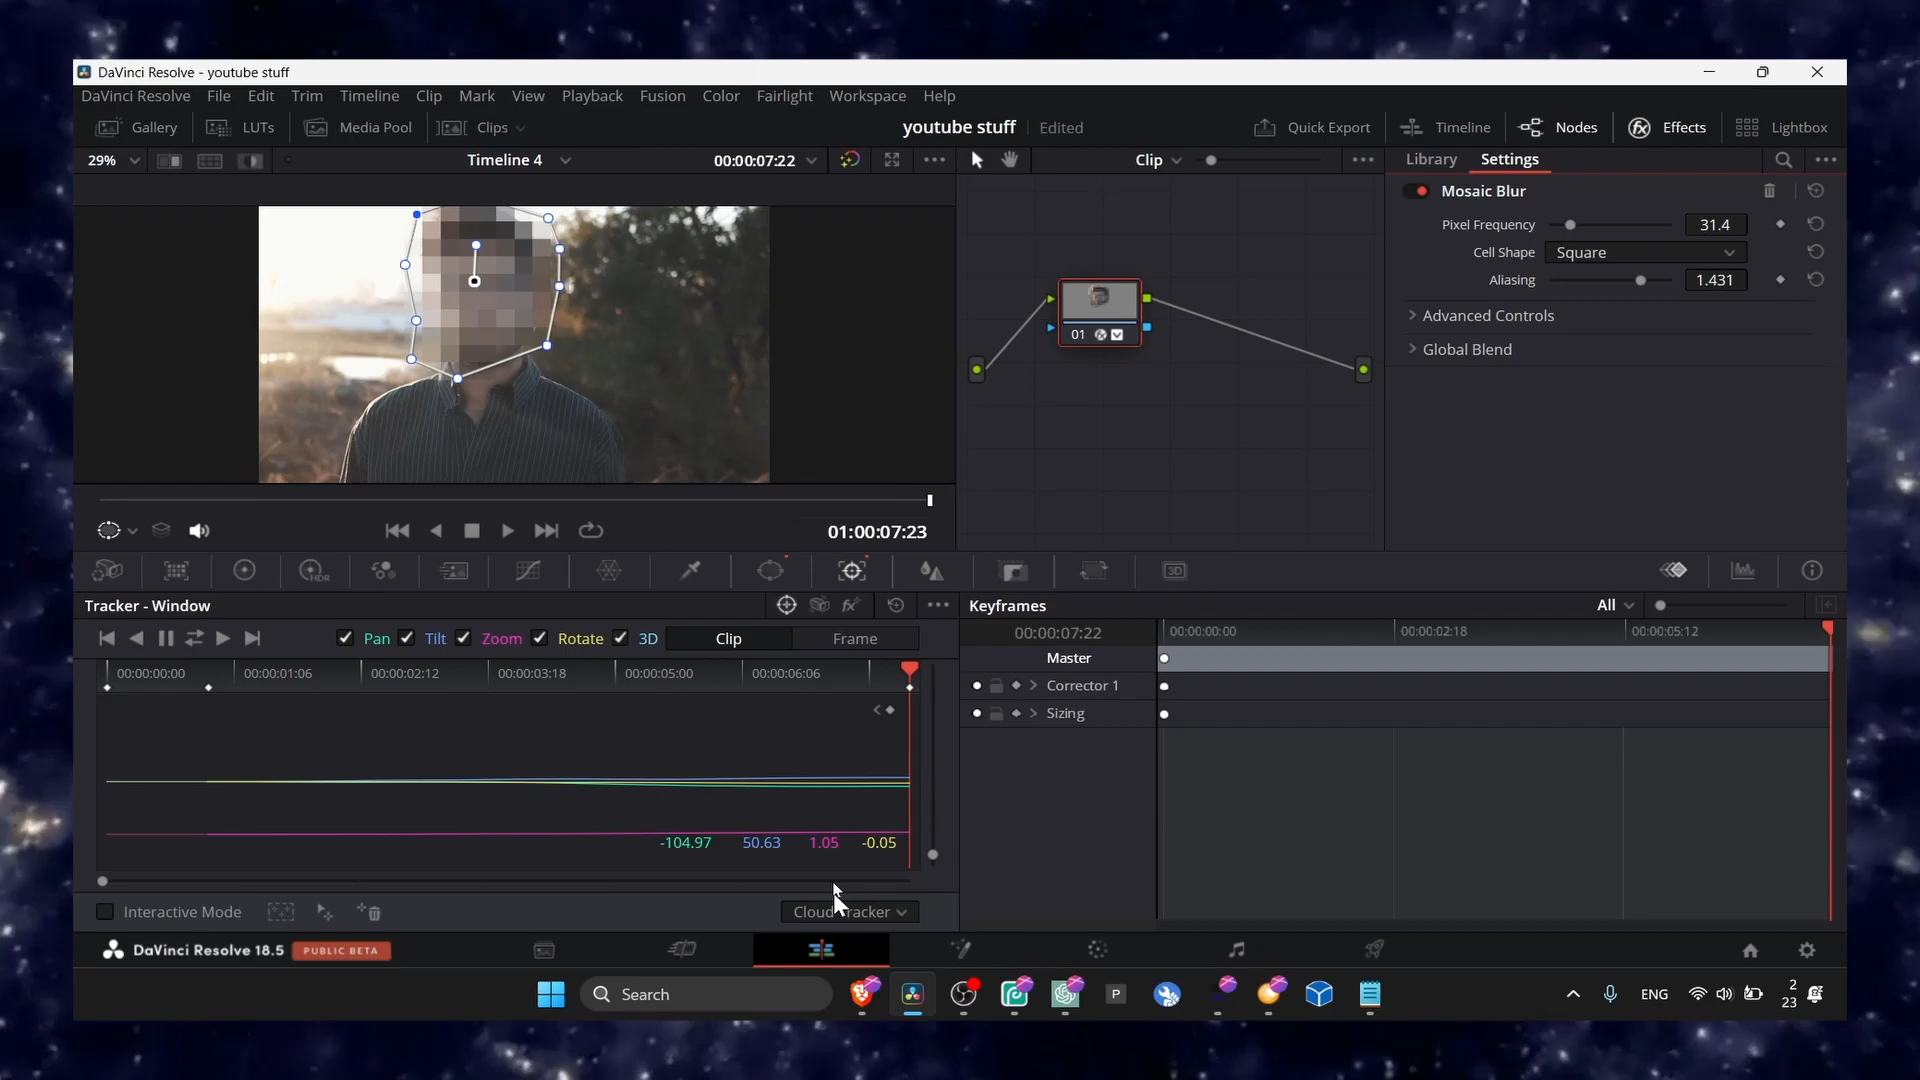 DaVinci Resolve - youtube stuff
DaVinci Resolve File Edit Trim Timeline Clip Mark View Playback Fusion Color Fairlight Workspace Help
Gallery LUTs Media Pool Clips youtube stuff Edited Quick Export Timeline Nodes Effects Lightbox
29% Timeline 4 00:00:07:22 Clip Library Settings
Mosaic Blur
Pixel Frequency 31.4
Cell Shape Square
Aliasing 1.431
Advanced Controls
Global Blend
01
01:00:07:23
HDR
3D
Tracker - Window
Keyframes All
Pan Tilt Zoom Rotate 3D Clip Frame
00:00:07:22 00:00:00:00 00:00:02:18 00:00:05:12
Master
00:00:00:00 00:00:01:06 00:00:02:12 00:00:03:18 00:00:05:00 00:00:06:06
Corrector 1
Sizing
-104.97 50.63 1.05 -0.05
Interactive Mode
DaVinci Resolve 18.5 PUBLIC BETA
Search
P
ENG
2
23